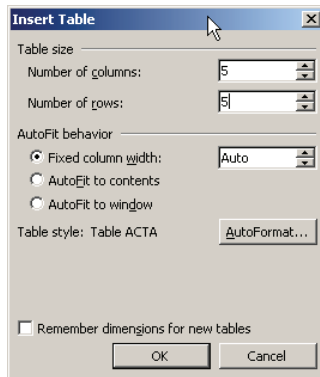 Insert Table
Table size
Number of columns: 5
Number of rows: 5
AutoFit behavior
Fixed column width: Auto
AutoFit to contents
AutoFit to window
Table style: Table ACTA AutoFormat...
Remember dimensions for new tables
OK Cancel